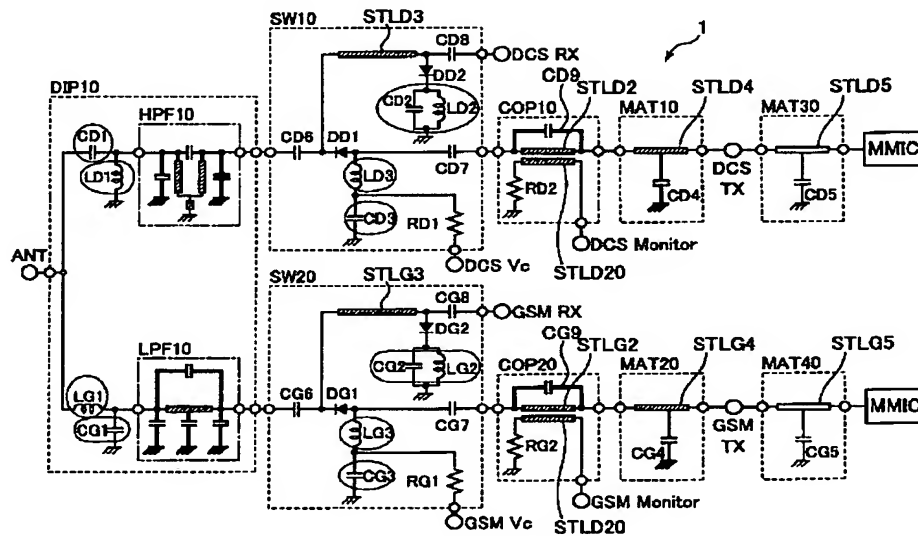 SW10
STLD3
CD8
DCS RX
1
DIP10
HPF10
CD1
LD1
DD2
CD2
LD2
CD9
STLD2
COP10
MAT10
STLD4
MAT30
STLD5
CD6
DD1
CD7
MMIC
LD3
CD3
RD1
RD2
CD4
DCS TX
CD5
DCS Monitor
DCS Vc
STLD20
ANT
SW20
STLG3
CG8
GSM RX
LPF10
LG1
CG1
DG2
CG2
LG2
CG9
STLG2
COP20
MAT20
STLG4
MAT40
STLG5
CG6
DG1
CG7
MMIC
LG3
CG3
RG1
RG2
CG4
GSM TX
CG5
GSM Monitor
GSM Vc
STLD20